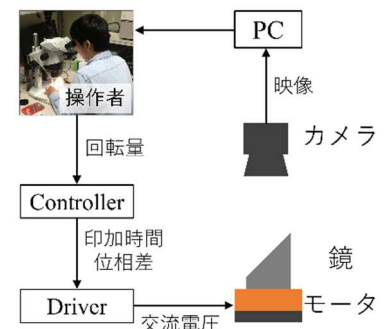 PC
操作者
映像
カメラ
回転量
Controller
印加時間
位相差
鏡
Driver
モータ
交流電圧